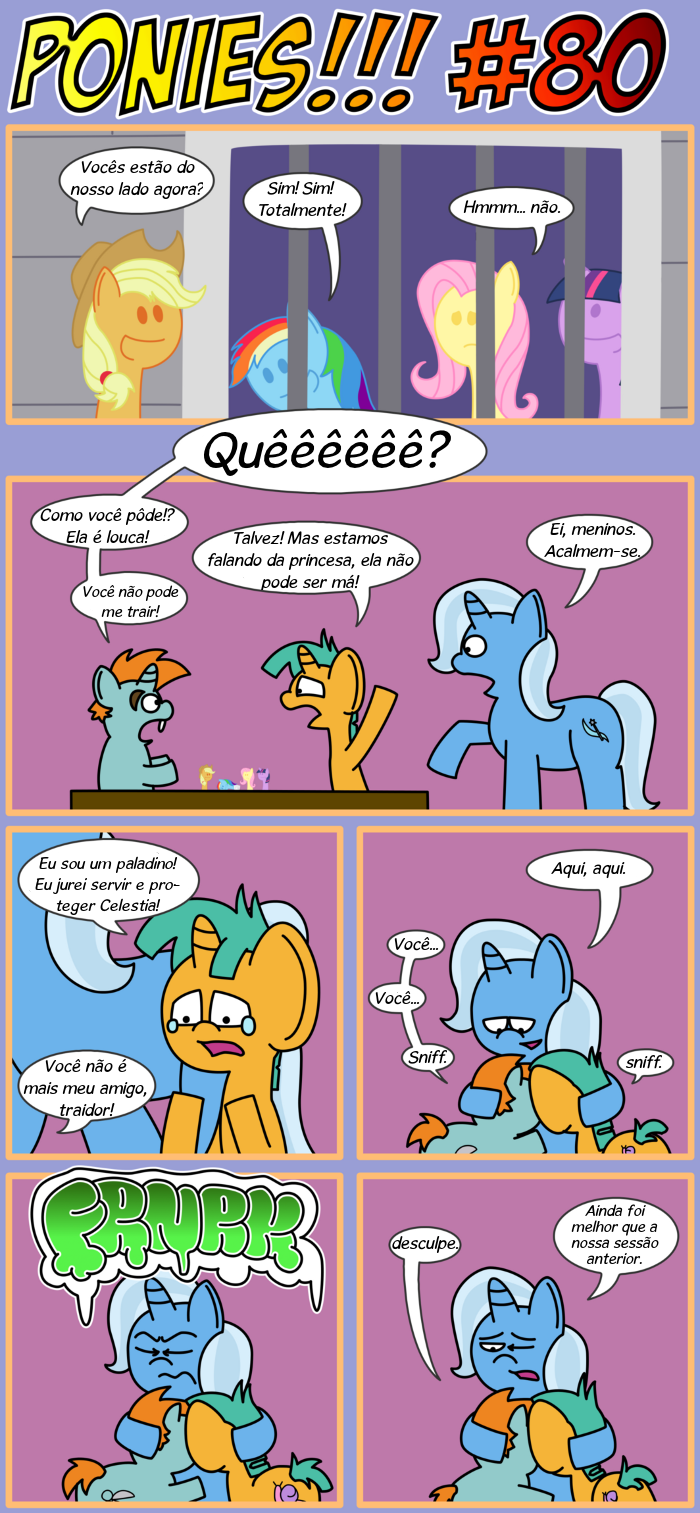 PONIES!!! #80
Vocês estão do
nosso lado agora?
Sim! Sim!
Totalmente!
Hmmm... não.
Quêêêêêê?
Como você pôde!?
Ela é louca!
Você não pode
me trair!
Talvez! Mas estamos
falando da princesa, ela não
pode ser má!
Ei, meninos.
Acalmem-se.
Eu sou um paladino!
Eu jurei servir e pro-
teger Celestia!
Você não é
mais meu amigo,
traidor!
Aqui, aqui.
Você...
Você...
Sniff.
sniff.
FRNRK
desculpe.
Ainda foi
melhor que a
nossa sessão
anterior.